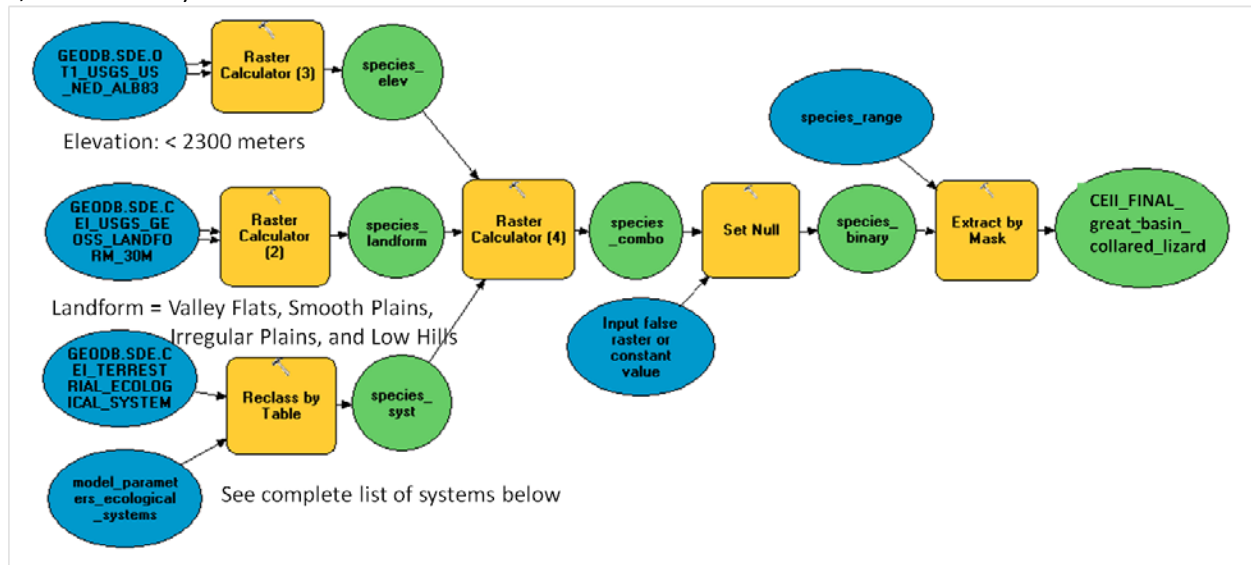 GEODB.SDE.O
T1_USGS_US
_NED_ALB83
Raster
Calculator (3)
species_
elev
Elevation: < 2300 meters
species_range
GEODB.SDE.C
EI_USGS_GE
OSS_LANDFO
RM_30M
Raster
Calculator
(2)
species_
landform
Raster
Calculator (4)
species
_combo
Set Null
species_
binary
Extract by
Mask
CEII_FINAL_
great_basin_
collared_lizard
Landform = Valley Flats, Smooth Plains,
Irregular Plains, and Low Hills
Input false
raster or
constant
value
GEODB.SDE.C
EI_TERREST
RIAL_ECOLOG
ICAL_SYSTEM
Reclass by
Table
species_
syst
model_paramet
ers_ecological
_systems
See complete list of systems below